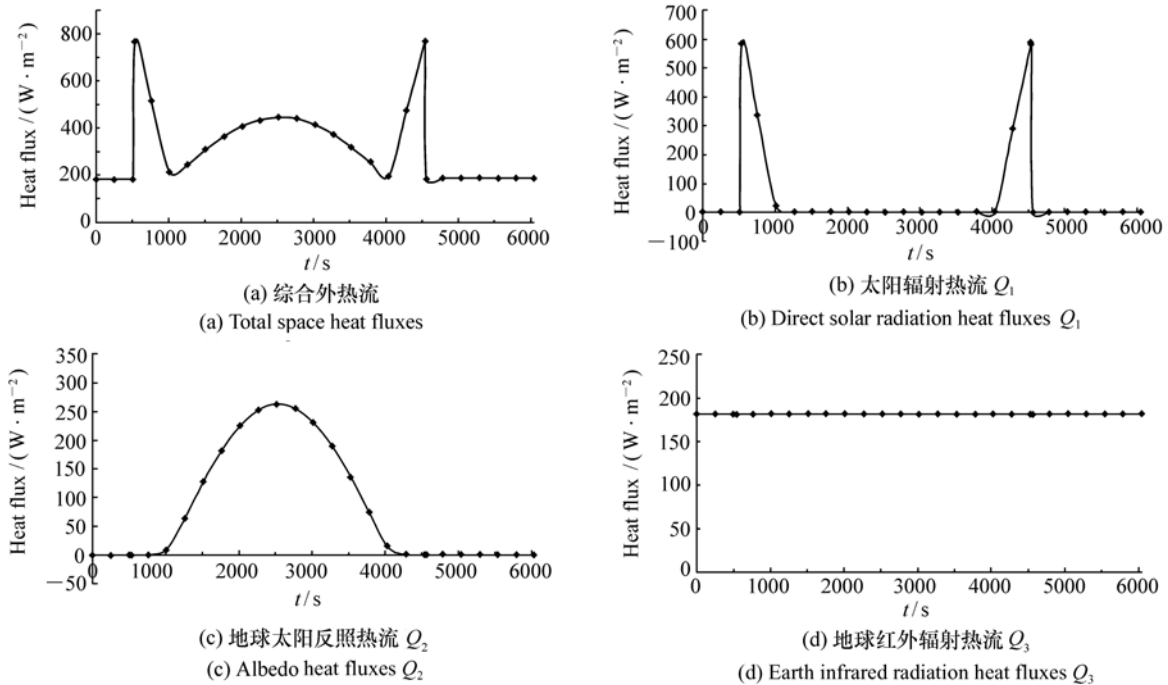 800
600
400
200
0
Heat flux / ( W · m−2 )
0 1000 2000 3000 4000 5000 6000
t / s
(a) 综合外热流
(a) Total space heat fluxes
700
600
500
400
300
200
100
0
−100
Heat flux / ( W · m−2 )
0 1000 2000 3000 4000 5000 6000
t / s
(b) 太阳辐射热流 Q1
(b) Direct solar radiation heat fluxes Q1
350
300
250
200
150
100
50
0
−50
Heat flux / ( W · m−2 )
0 1000 2000 3000 4000 5000 6000
t / s
(c) 地球太阳反照热流 Q2
(c) Albedo heat fluxes Q2
250
200
150
100
50
0
Heat flux / ( W · m−2 )
0 1000 2000 3000 4000 5000 6000
t / s
(d) 地球红外辐射热流 Q3
(d) Earth infrared radiation heat fluxes Q3